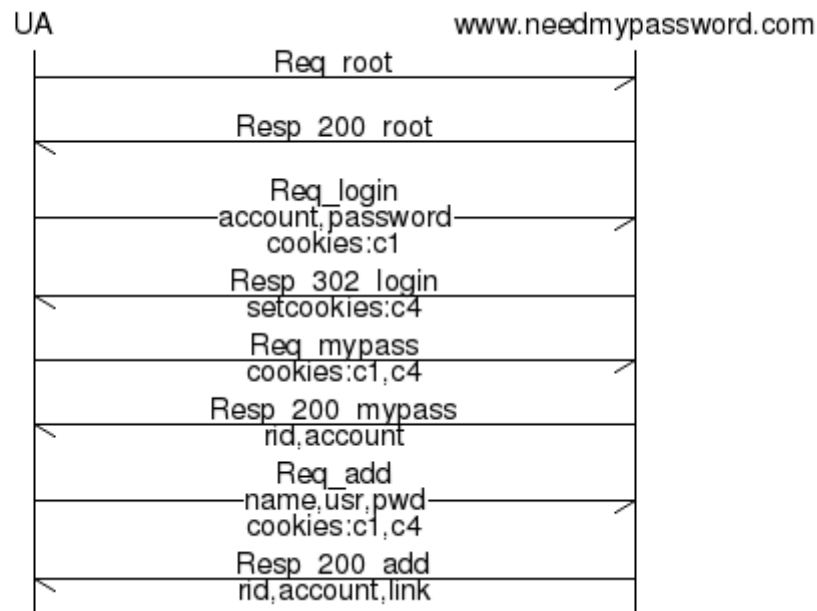 UA www.needmypassword.com
Req_root
Resp_200_root
Req_login
account,password
cookies:c1
Resp_302_login
setcookies:c4
Req_mypass
cookies:c1,c4
Resp_200_mypass
rid,account
Req_add
name,usr,pwd
cookies:c1,c4
Resp_200_add
rid,account,link